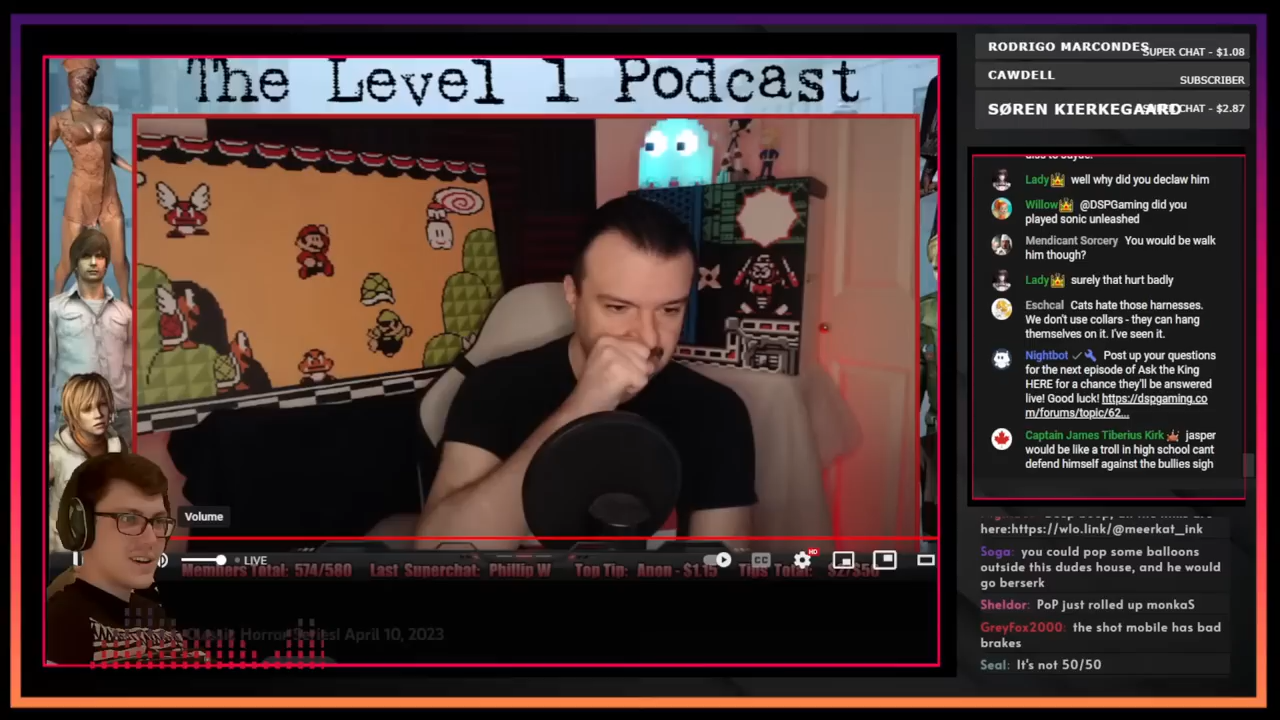 The Level 1 Podcast
RODRIGO MARCONDES
SUPER CHAT - $1.08
CAWDELL
SUBSCRIBER
SØREN KIERKEGAARD
CHAT - $2.87
Lady well why did you declaw him
Willow @DSPGaming did you
played sonic unleashed
Mendicant Sorcery You would be walk
him though?
Lady surely that hurt badly
Eschcal Cats hate those harnesses.
We don't use collars - they can hang
themselves on it. I've seen it.
Nightbot Post up your questions
for the next episode of Ask the King
HERE for a chance they'll be answered
live! Good luck! https://dspgaming.co
m/forums/topic/62...
Captain James Tiberius Kirk jasper
would be like a troll in high school cant
defend himself against the bullies sigh
here:https://wlo.link/@meerkat_ink
Soga: you could pop some balloons
outside this dudes house, and he would
go berserk
Sheldor: PoP just rolled up monkaS
GreyFox2000: the shot mobile has bad
brakes
Seal: It's not 50/50
Volume
LIVE
CC
HD
Members Total: 574/580 Last Superchat: Phillip W Top Tip: Anon - $1.15 Tips Total:
Classic Horror Series! April 10, 2023